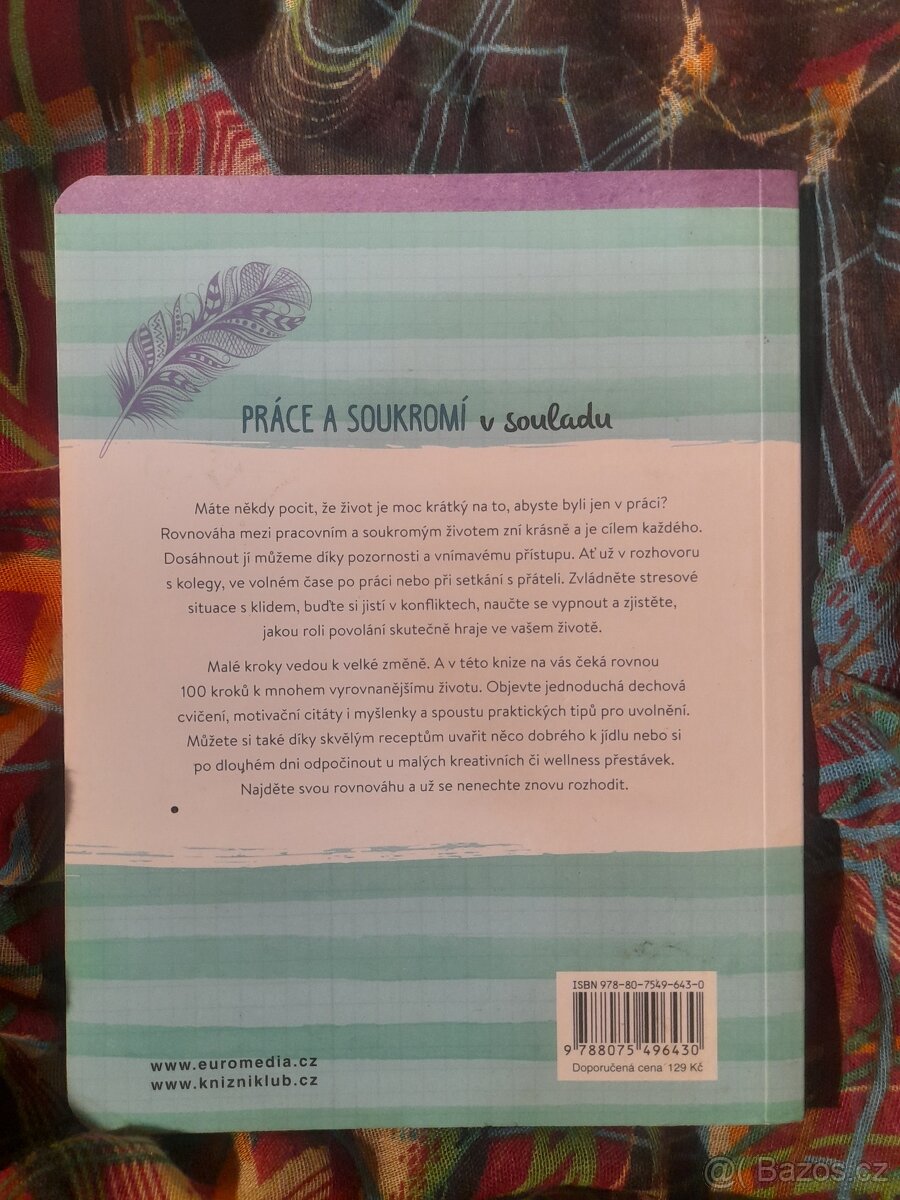 PRÁCE A SOUKROMÍ v souladu
Máte někdy pocit, že život je moc krátký na to, abyste byli jen v práci?
Rovnováha mezi pracovním a soukromým životem zní krásně a je cílem každého.
Dosáhnout jí můžeme díky pozornosti a vnímavému přístupu. Ať už v rozhovoru
s kolegy, ve volném čase po práci nebo při setkání s přáteli. Zvládněte stresové
situace s klidem, buďte si jistí v konfliktech, naučte se vypnout a zjistěte,
jakou roli povolání skutečně hraje ve vašem životě.
Malé kroky vedou k velké změně. A v této knize na vás čeká rovnou
100 kroků k mnohem vyrovnanějšímu životu. Objevte jednoduchá dechová
cvičení, motivační citáty i myšlenky a spoustu praktických tipů pro uvolnění.
Můžete si také díky skvělým receptům uvařit něco dobrého k jídlu nebo si
po dlouhém dni odpočinout u malých kreativních či wellness přestávek.
Najděte svou rovnováhu a už se nenechte znovu rozhodit.
ISBN 978-80-7549-643-0
9 788075 496430
Doporučená cena 129 Kč
www.euromedia.cz
www.knizniklub.cz
@ Bazos.cz